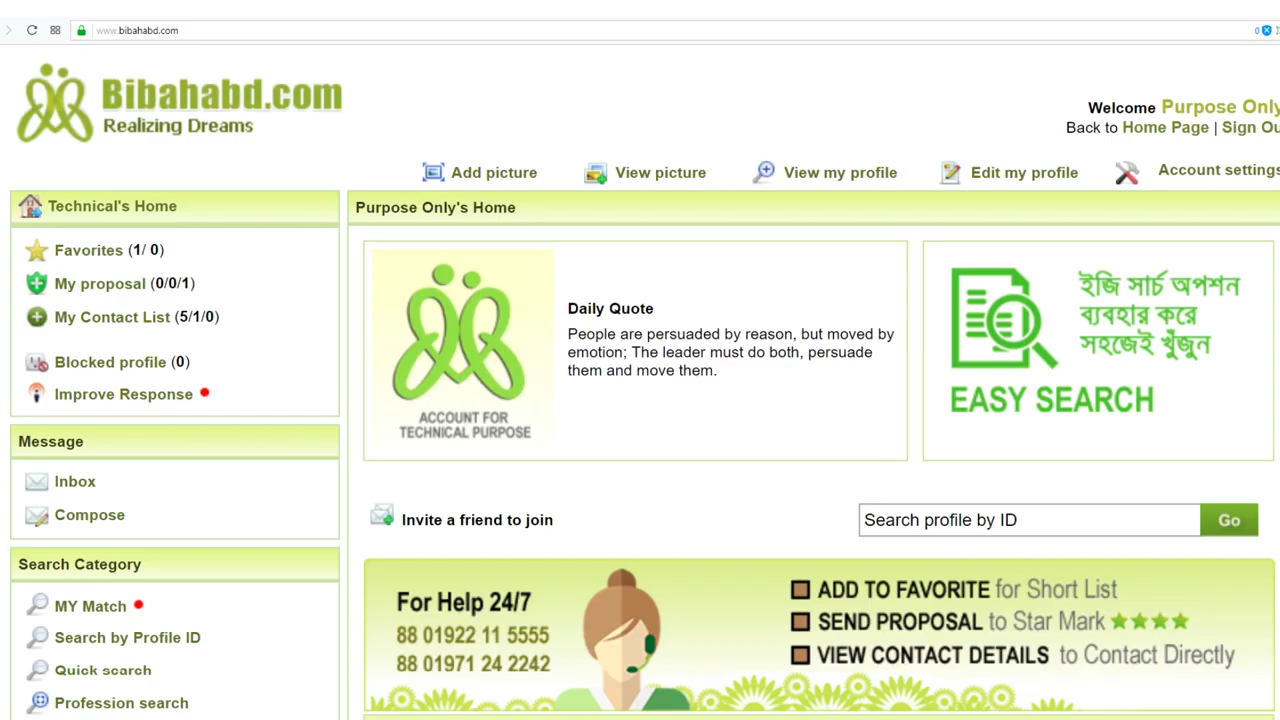 www.bibahabd.com
0
Bibahabd.com
Realizing Dreams
Welcome Purpose Only
Back to Home Page | Sign Ou
Add picture
View picture
View my profile
Edit my profile
Account settings
Technical's Home
Favorites (1/ 0)
My proposal (0/0/1)
My Contact List (5/1/0)
Blocked profile (0)
Improve Response
Message
Inbox
Compose
Search Category
MY Match
Search by Profile ID
Quick search
Profession search
Purpose Only's Home
ACCOUNT FOR
TECHNICAL PURPOSE
Daily Quote
People are persuaded by reason, but moved by
emotion; The leader must do both, persuade
them and move them.
ইজি সার্চ অপশন
ব্যবহার করে
সহজেই খুঁজুন
EASY SEARCH
Invite a friend to join
Search profile by ID
Go
For Help 24/7
88 01922 11 5555
88 01971 24 2242
ADD TO FAVORITE for Short List
SEND PROPOSAL to Star Mark
VIEW CONTACT DETAILS to Contact Directly